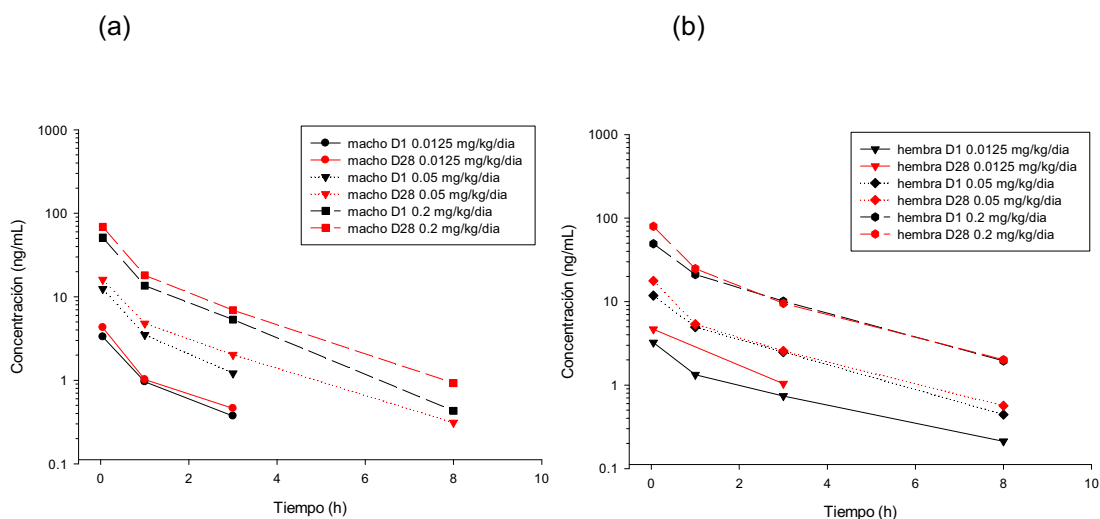 (a)
(b)
Concentración (ng/mL)
1000
100
10
1
0.1
0
2
4
6
8
10
Tiempo (h)
macho D1 0.0125 mg/kg/dia
macho D28 0.0125 mg/kg/dia
macho D1 0.05 mg/kg/dia
macho D28 0.05 mg/kg/dia
macho D1 0.2 mg/kg/dia
macho D28 0.2 mg/kg/dia
Concentración (ng/mL)
1000
100
10
1
0.1
0
2
4
6
8
10
Tiempo (h)
hembra D1 0.0125 mg/kg/dia
hembra D28 0.0125 mg/kg/dia
hembra D1 0.05 mg/kg/dia
hembra D28 0.05 mg/kg/dia
hembra D1 0.2 mg/kg/dia
hembra D28 0.2 mg/kg/dia